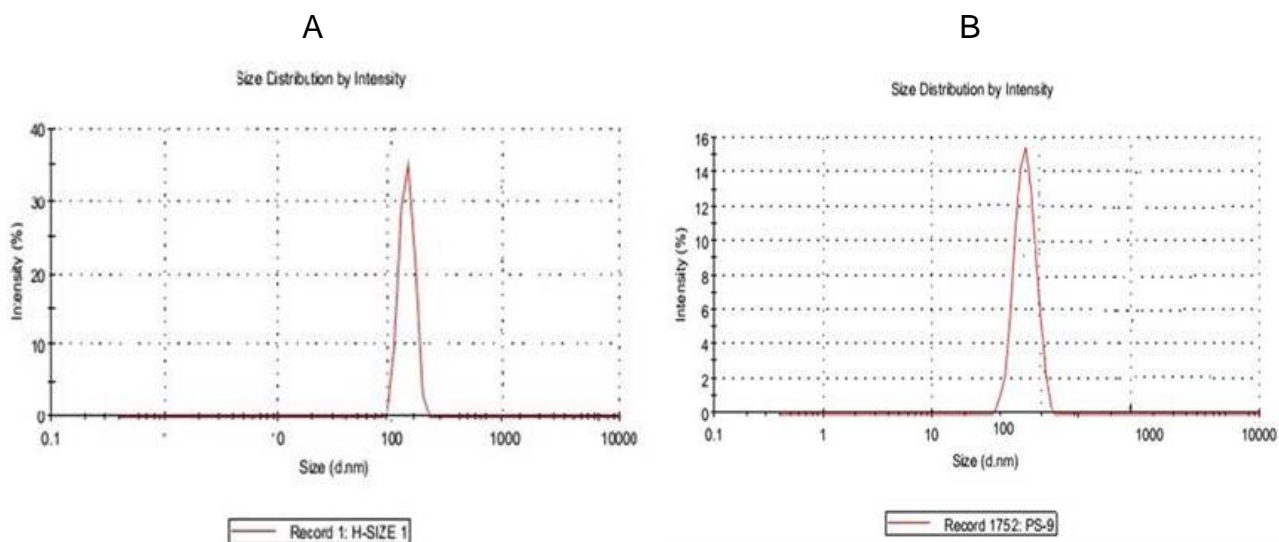 A
Size Distribution by Intensity
40
30
20
10
0
Intensity (%)
0.1
10
100
1000
10000
Size (d.nm)
Record 1: H-SIZE 1
B
Size Distribution by Intensity
16
14
12
10
8
6
4
2
0
Intensity (%)
0.1
1
10
100
1000
10000
Size (d.nm)
Record 1752: PS-9